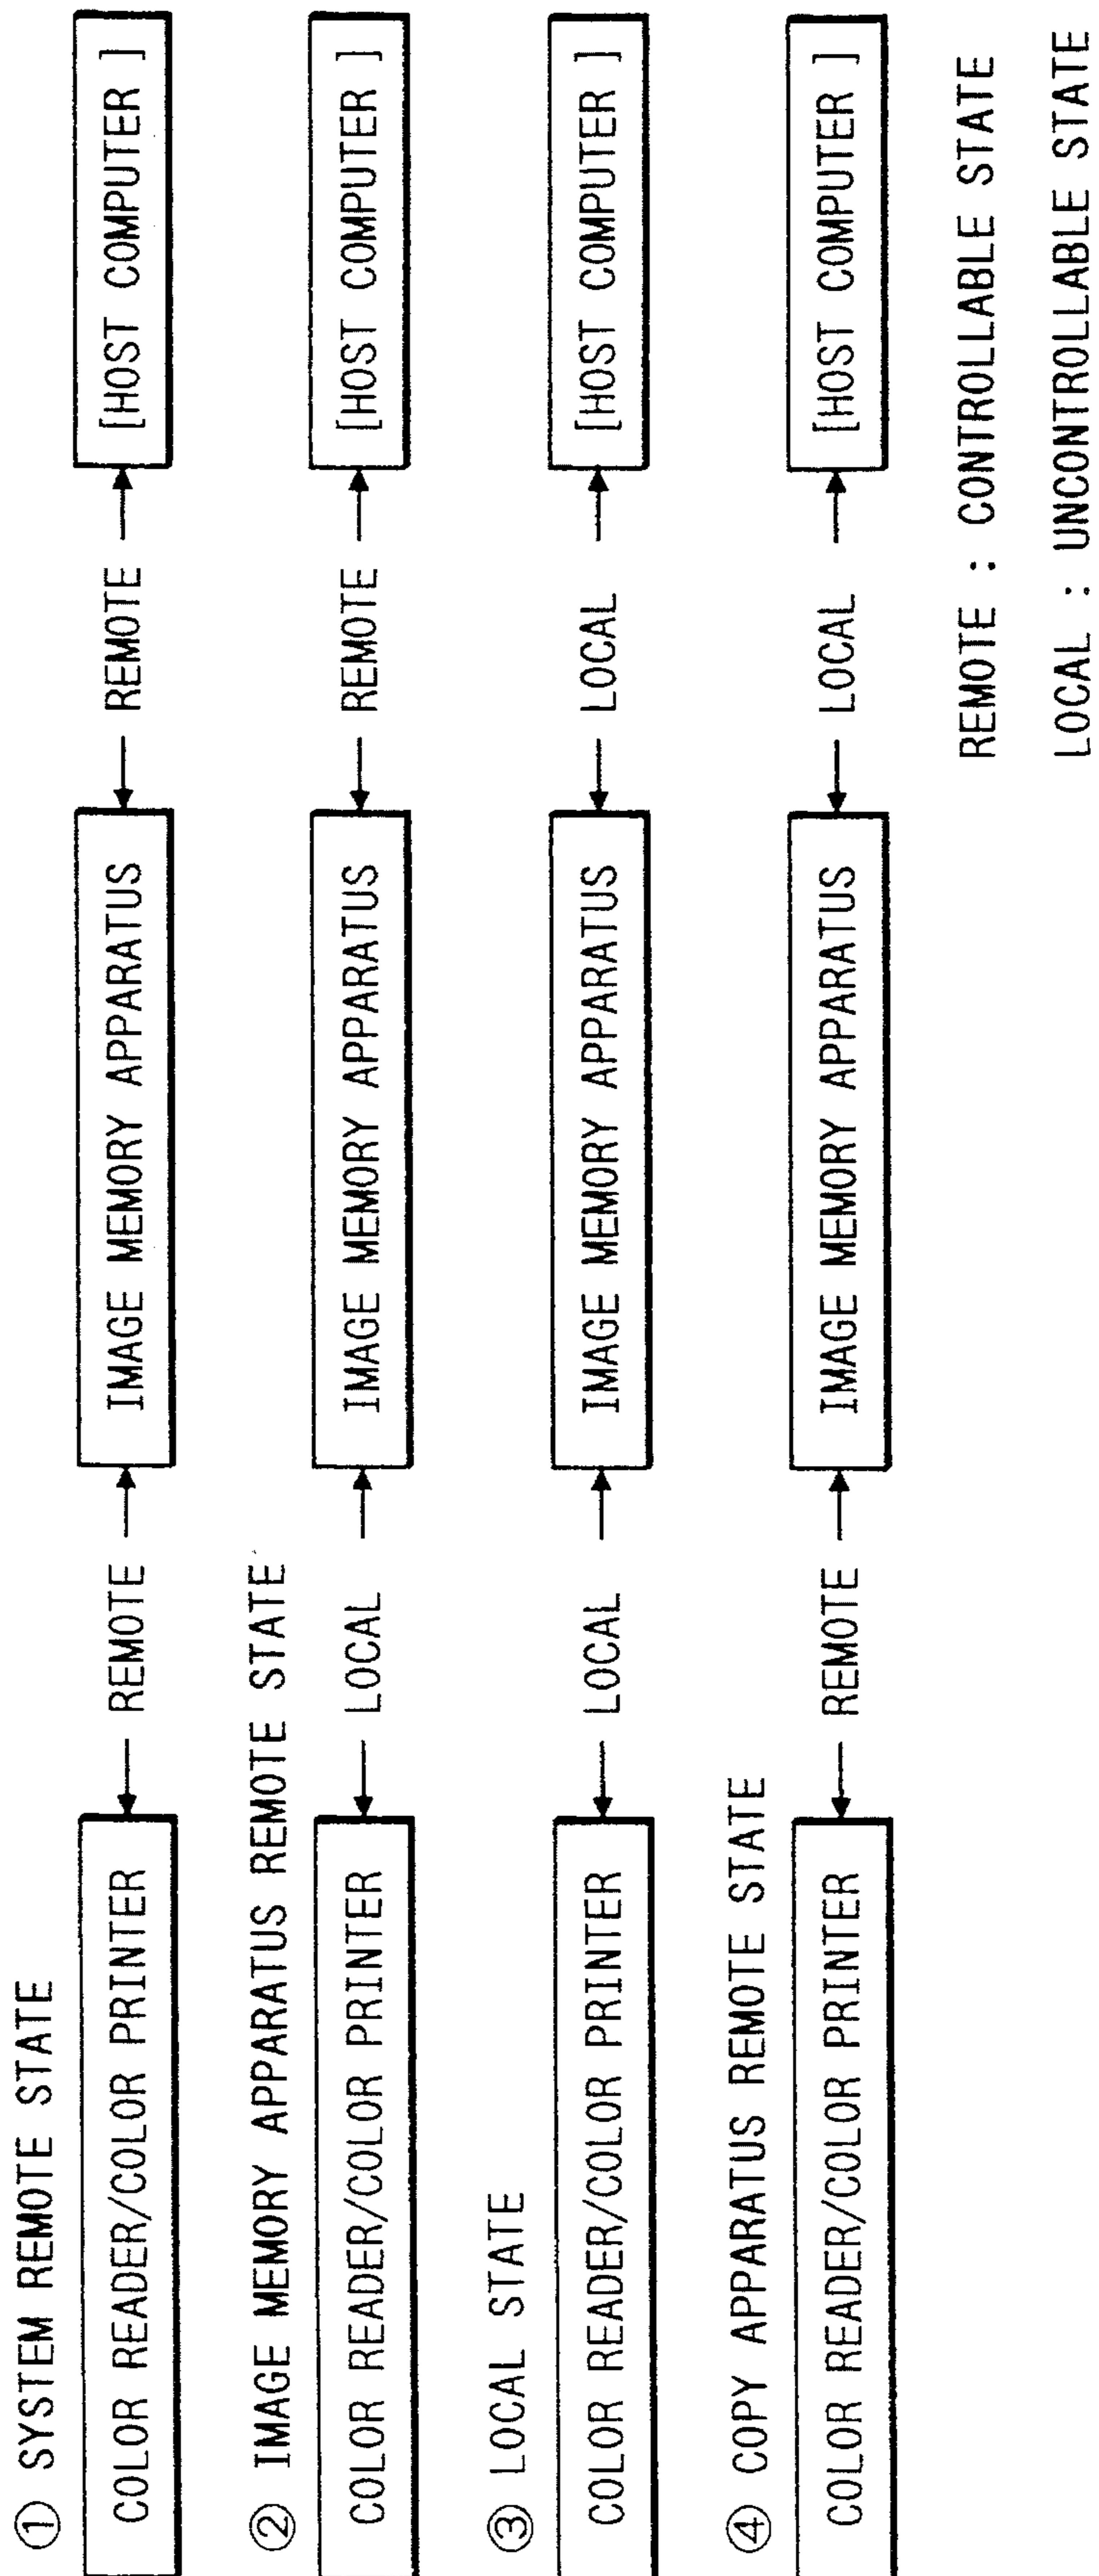 ① SYSTEM REMOTE STATE
COLOR READER/COLOR PRINTER REMOTE IMAGE MEMORY APPARATUS REMOTE [HOST COMPUTER ]
② IMAGE MEMORY APPARATUS REMOTE STATE
COLOR READER/COLOR PRINTER LOCAL IMAGE MEMORY APPARATUS REMOTE [HOST COMPUTER ]
③ LOCAL STATE
COLOR READER/COLOR PRINTER LOCAL IMAGE MEMORY APPARATUS LOCAL [HOST COMPUTER ]
④ COPY APPARATUS REMOTE STATE
COLOR READER/COLOR PRINTER REMOTE IMAGE MEMORY APPARATUS LOCAL [HOST COMPUTER ]
REMOTE : CONTROLLABLE STATE
LOCAL : UNCONTROLLABLE STATE